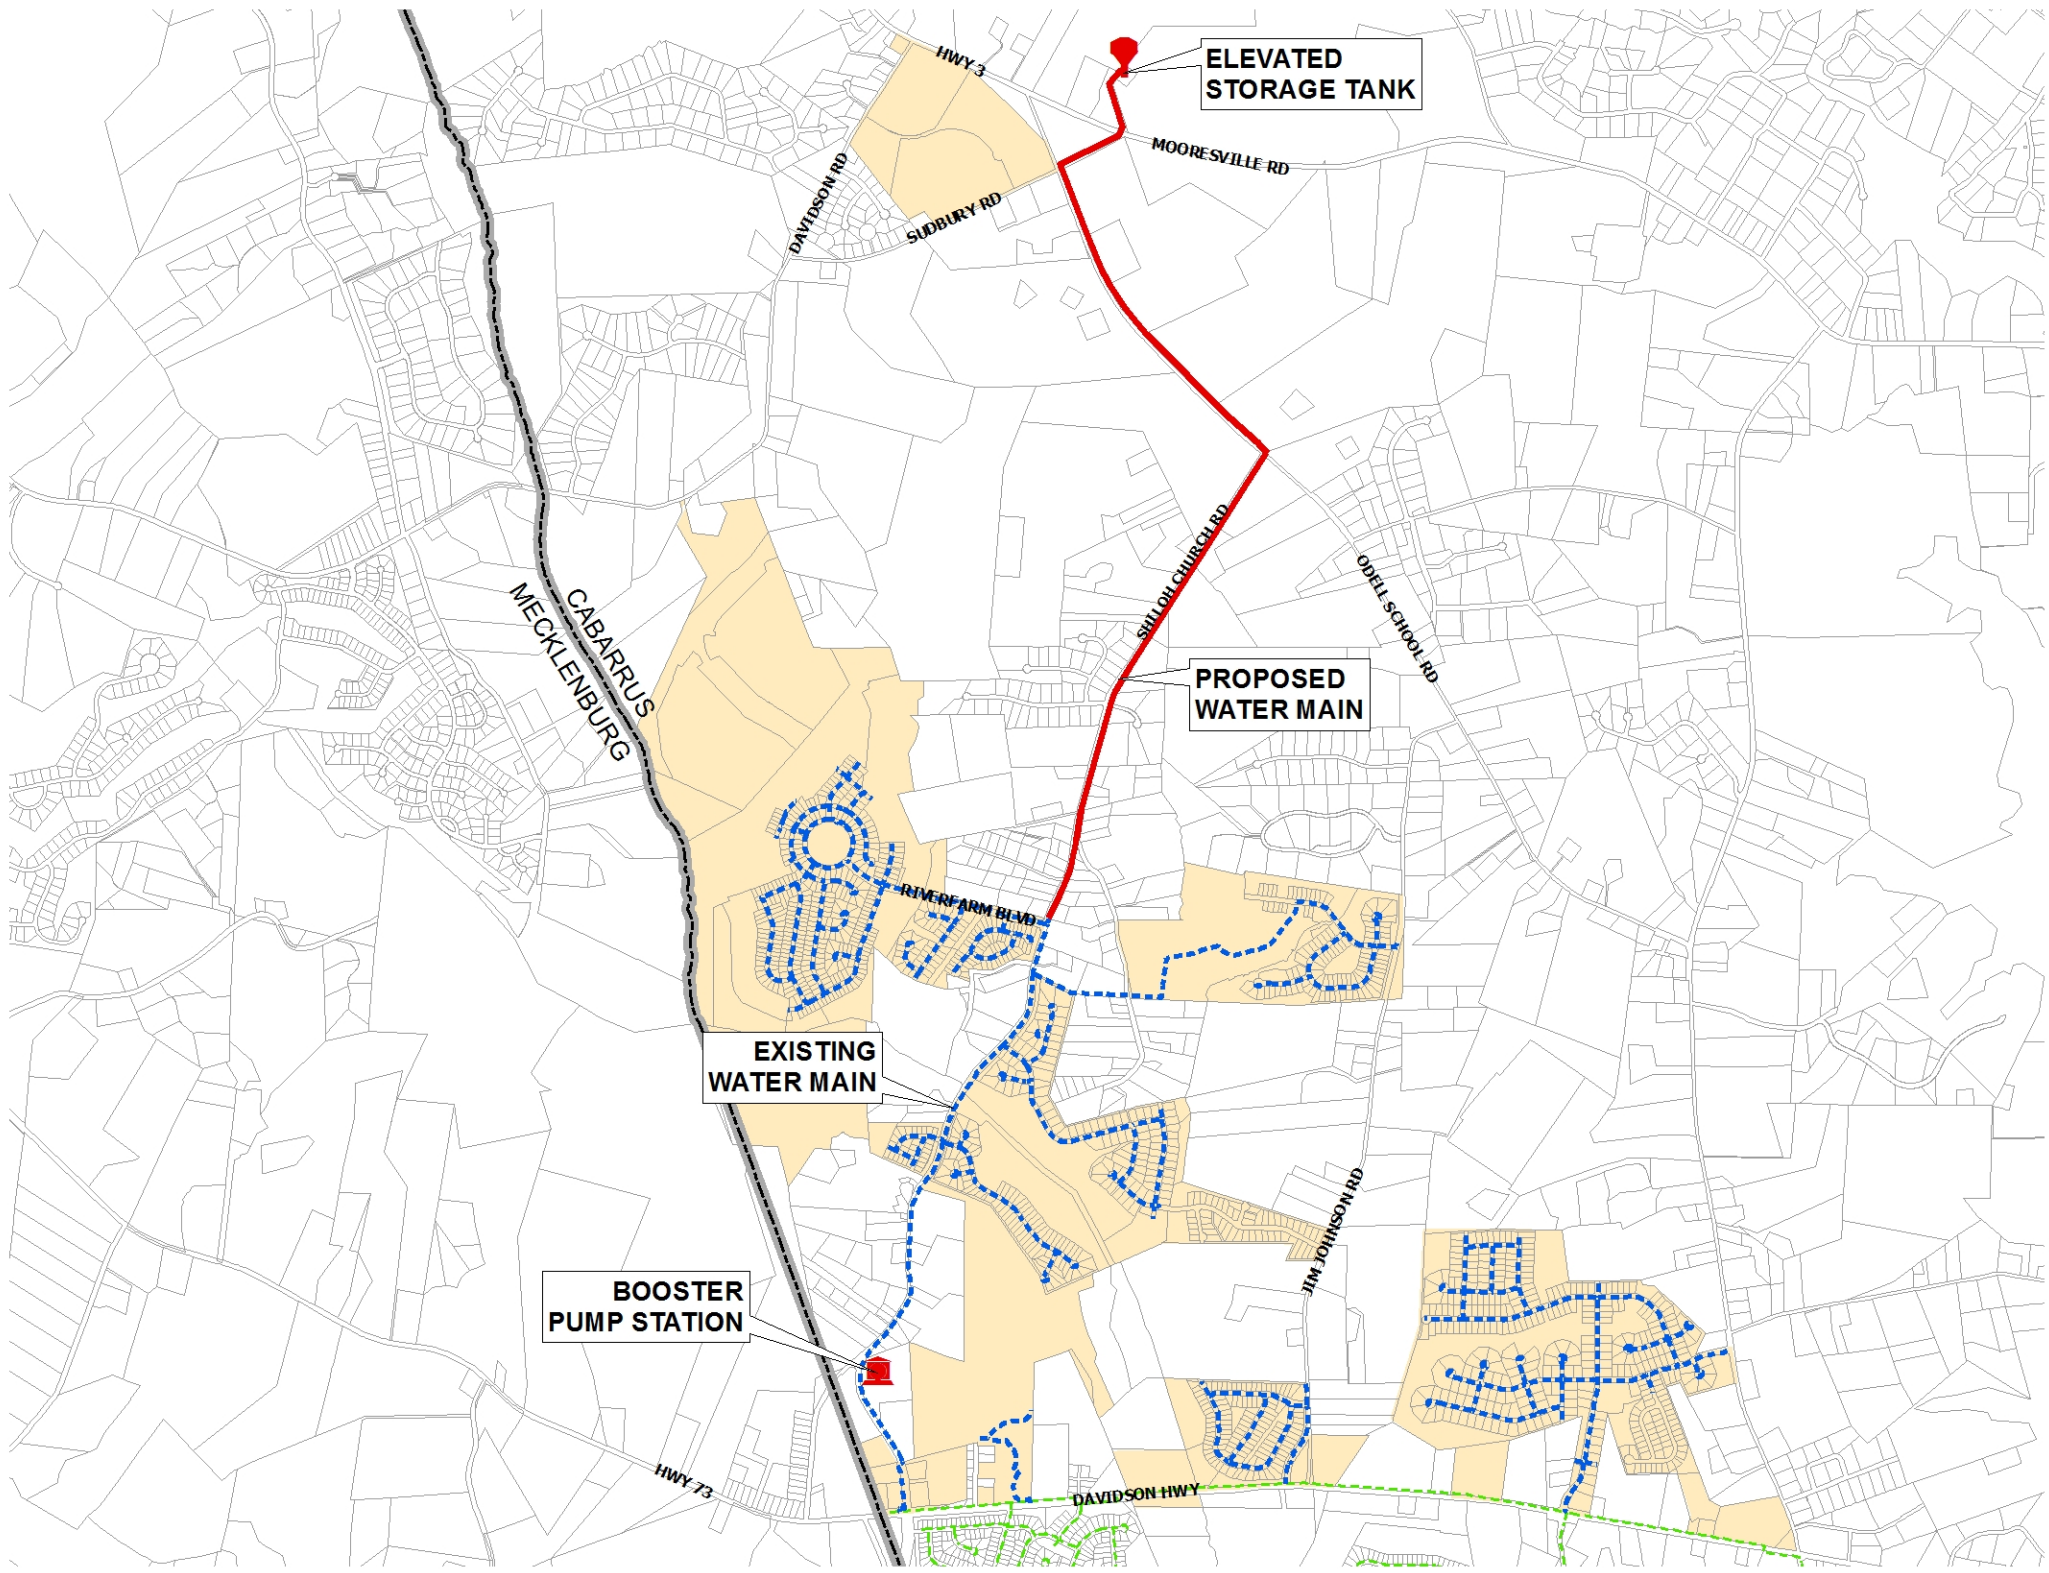 HWY 3
ELEVATED
STORAGE TANK
MOORESVILLE RD
DAVIDSON RD
SUDBURY RD
SHILOH CHURCH RD
ODELL SCHOOL RD
CABARRUS
MECKLENBURG
PROPOSED
WATER MAIN
RIVERFARM BLVD
EXISTING
WATER MAIN
JIM JOHNSON RD
BOOSTER
PUMP STATION
HWY 73
DAVIDSON HWY